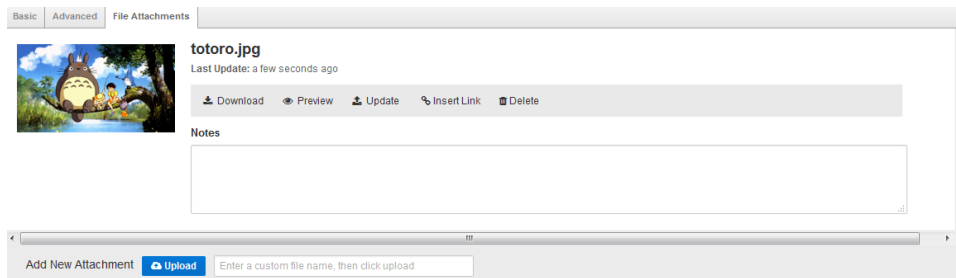 Basic Advanced File Attachments
totoro.jpg
Last Update: a few seconds ago
Download Preview Update Insert Link Delete
Notes
Add New Attachment Upload Enter a custom file name, then click upload